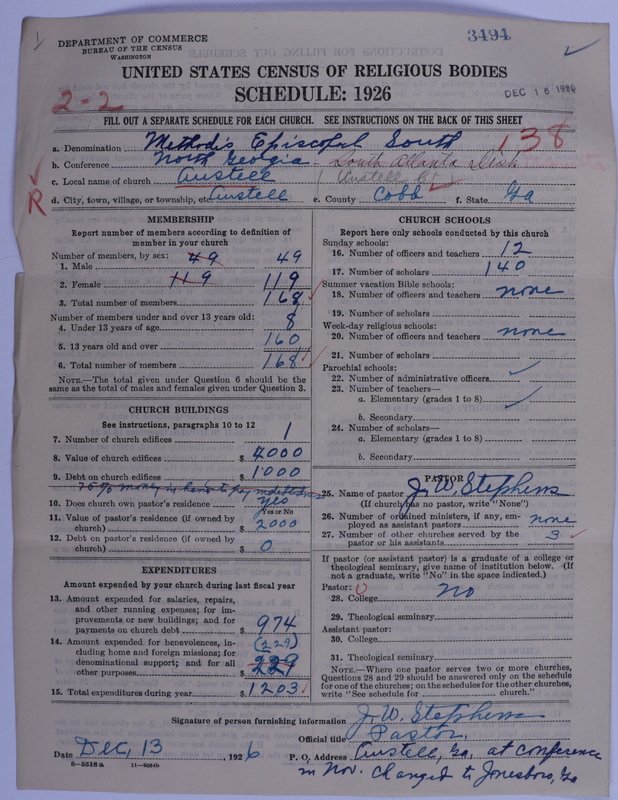 3494
DEPARTMENT OF COMMERCE
BUREAU OF THE CENSUS
WASHINGTON
UNITED STATES CENSUS OF RELIGIOUS BODIES
SCHEDULE: 1926
DEC 16 1926
2-2
FILL OUT A SEPARATE SCHEDULE FOR EACH CHURCH. SEE INSTRUCTIONS ON THE BACK OF THIS SHEET
138
a. Denomination Methodis Episcopal South
b. Conference North Georgia - South Atlanta Dist.
c. Local name of church Austell (Austell Ct.)
d. City, town, village, or township, etc. Austell e. County Cobb f. State Ga
R
MEMBERSHIP
Report number of members according to definition of
member in your church
Number of members, by sex:
1. Male 49 49
2. Female 119 119
3. Total number of members 168
Number of members under and over 13 years old:
4. Under 13 years of age 8
5. 13 years old and over 160
6. Total number of members 168
NOTE.—The total given under Question 6 should be the
same as the total of males and females given under Question 3.
CHURCH BUILDINGS
See instructions, paragraphs 10 to 12
7. Number of church edifices 1
8. Value of church edifices $ 4000
9. Debt on church edifices $ 1000
75% money in
10. Does church own pastor's residence yes
Yes or No
11. Value of pastor's residence (if owned by
church) $ 2000
12. Debt on pastor's residence (if owned by
church) $ 0
EXPENDITURES
Amount expended by your church during last fiscal year
13. Amount expended for salaries, repairs,
and other running expenses; for im-
provements or new buildings; and for
payments on church debt $ 974
14. Amount expended for benevolences, in- (229)
cluding home and foreign missions; for
denominational support; and for all
other purposes $ 229
15. Total expenditures during year $ 1203
CHURCH SCHOOLS
Report here only schools conducted by this church
Sunday schools:
16. Number of officers and teachers 12
17. Number of scholars 140
Summer vacation Bible schools:
18. Number of officers and teachers none
19. Number of scholars
Week-day religious schools:
20. Number of officers and teachers none
21. Number of scholars
Parochial schools:
22. Number of administrative officers
23. Number of teachers—
a. Elementary (grades 1 to 8)
b. Secondary
24. Number of scholars—
a. Elementary (grades 1 to 8)
b. Secondary
PASTOR
25. Name of pastor J. W. Stephens
(If church has no pastor, write "None")
26. Number of ordained ministers, if any, em-
ployed as assistant pastors none
27. Number of other churches served by the
pastor or his assistants 3
If pastor (or assistant pastor) is a graduate of a college or
theological seminary, give name of institution below. (If
not a graduate, write "No" in the space indicated.)
Pastor: 0
28. College No
29. Theological seminary
Assistant pastor:
30. College
31. Theological seminary
NOTE.—Where one pastor serves two or more churches,
Questions 28 and 29 should be answered only on the schedule
for one of the churches; on the schedules for the other churches,
write "See schedule for church."
Signature of person furnishing information J. W. Stephens
Official title Pastor.
Date Dec, 13, 1926 P. O. Address Austell, Ga, at conference
8-5518a 11-9684b in Nov. changed to Jonesboro, Ga